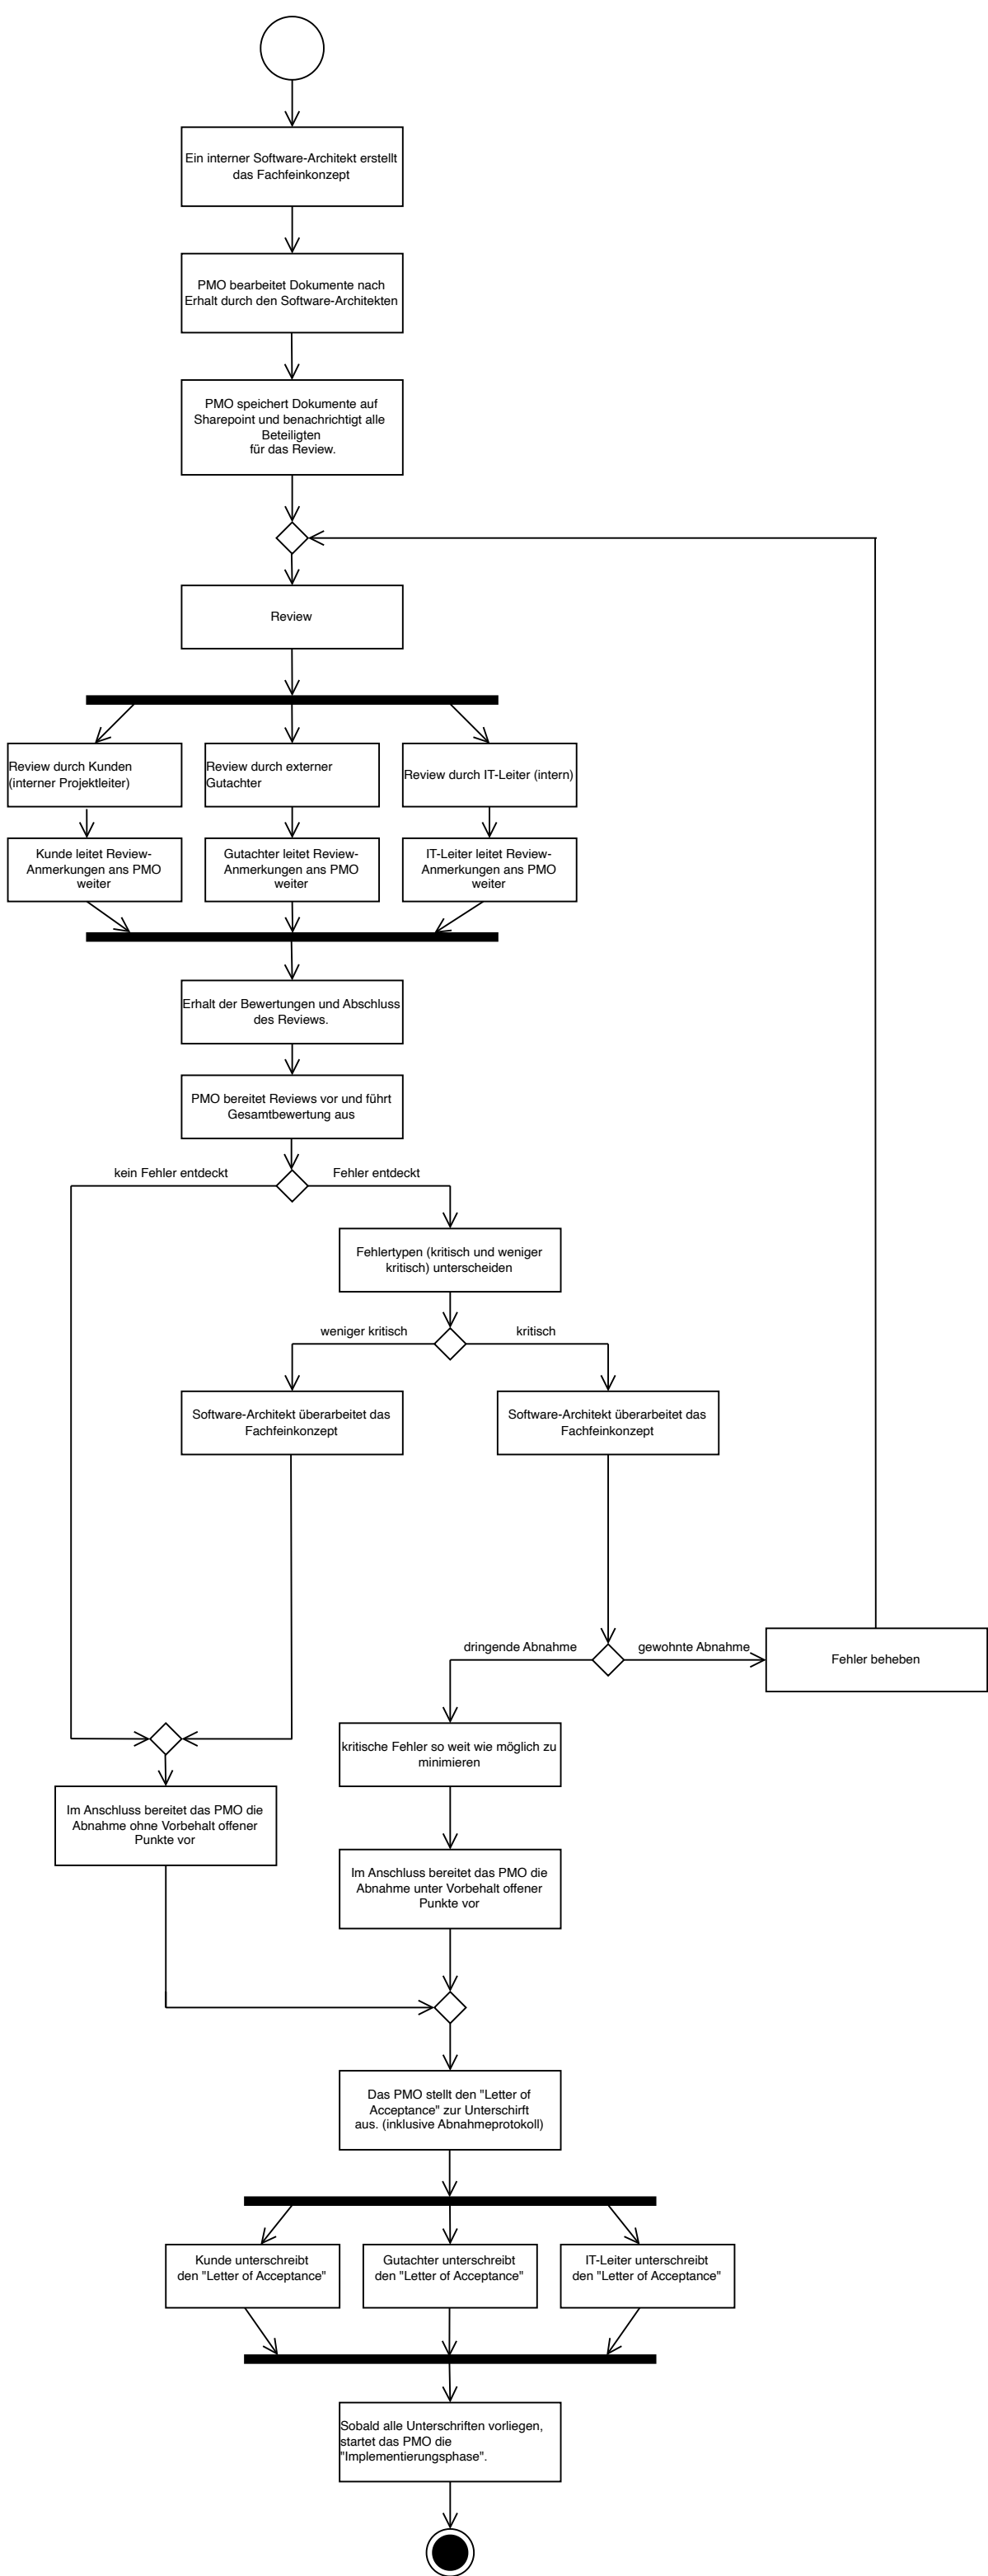 Ein interner Software-Architekt erstellt
das Fachfeinkonzept
PMO bearbeitet Dokumente nach
Erhalt durch den Software-Architekten
PMO speichert Dokumente auf
Sharepoint und benachrichtigt alle
Beteiligten
für das Review.
Review
Review durch Kunden
(interner Projektleiter)
Review durch externer
Gutachter
Review durch IT-Leiter (intern)
Kunde leitet Review-
Anmerkungen ans PMO
weiter
Gutachter leitet Review-
Anmerkungen ans PMO
weiter
IT-Leiter leitet Review-
Anmerkungen ans PMO
weiter
Erhalt der Bewertungen und Abschluss
des Reviews.
PMO bereitet Reviews vor und führt
Gesamtbewertung aus
kein Fehler entdeckt
Fehler entdeckt
Fehlertypen (kritisch und weniger
kritisch) unterscheiden
weniger kritisch
kritisch
Software-Architekt überarbeitet das
Fachfeinkonzept
Software-Architekt überarbeitet das
Fachfeinkonzept
dringende Abnahme
gewohnte Abnahme
Fehler beheben
kritische Fehler so weit wie möglich zu
minimieren
Im Anschluss bereitet das PMO die
Abnahme ohne Vorbehalt offener
Punkte vor
Im Anschluss bereitet das PMO die
Abnahme unter Vorbehalt offener
Punkte vor
Das PMO stellt den "Letter of
Acceptance" zur Unterschirft
aus. (inklusive Abnahmeprotokoll)
Kunde unterschreibt
den "Letter of Acceptance"
Gutachter unterschreibt
den "Letter of Acceptance"
IT-Leiter unterschreibt
den "Letter of Acceptance"
Sobald alle Unterschriften vorliegen,
startet das PMO die
"Implementierungsphase".